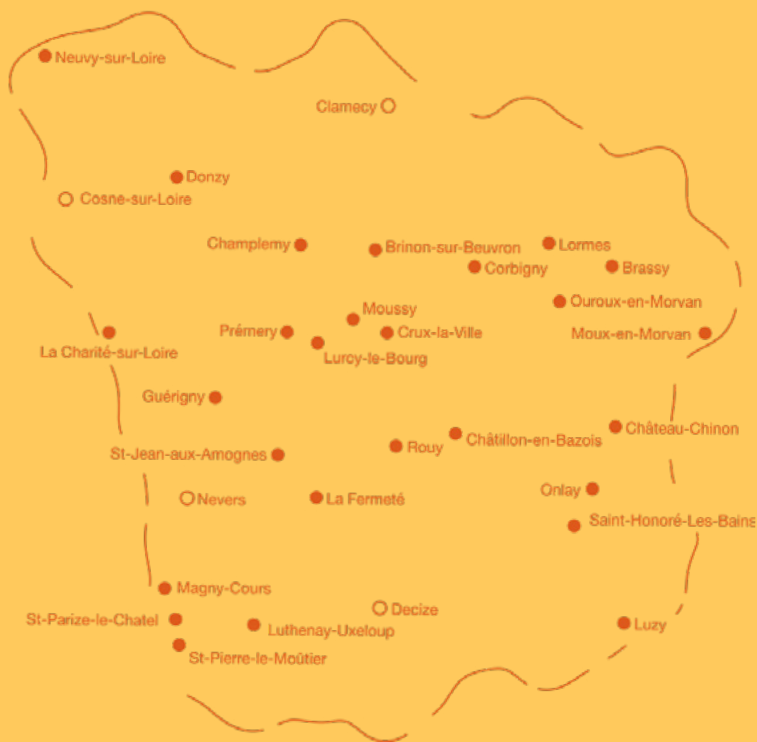 Neuvy-sur-Loire
Clamecy
Donzy
Cosne-sur-Loire
Champlemy
Brinon-sur-Beuvron
Lormes
Corbigny
Brassy
Ouroux-en-Morvan
Moussy
Prémery
Crux-la-Ville
Moux-en-Morvan
La Charité-sur-Loire
Lurcy-le-Bourg
Guérigny
Château-Chinon
Châtillon-en-Bazois
Rouy
St-Jean-aux-Amognes
Onlay
Nevers
La Fermeté
Saint-Honoré-Les-Bains
Magny-Cours
Decize
St-Parize-le-Chatel
Luthenay-Uxeloup
Luzy
St-Pierre-le-Moûtier